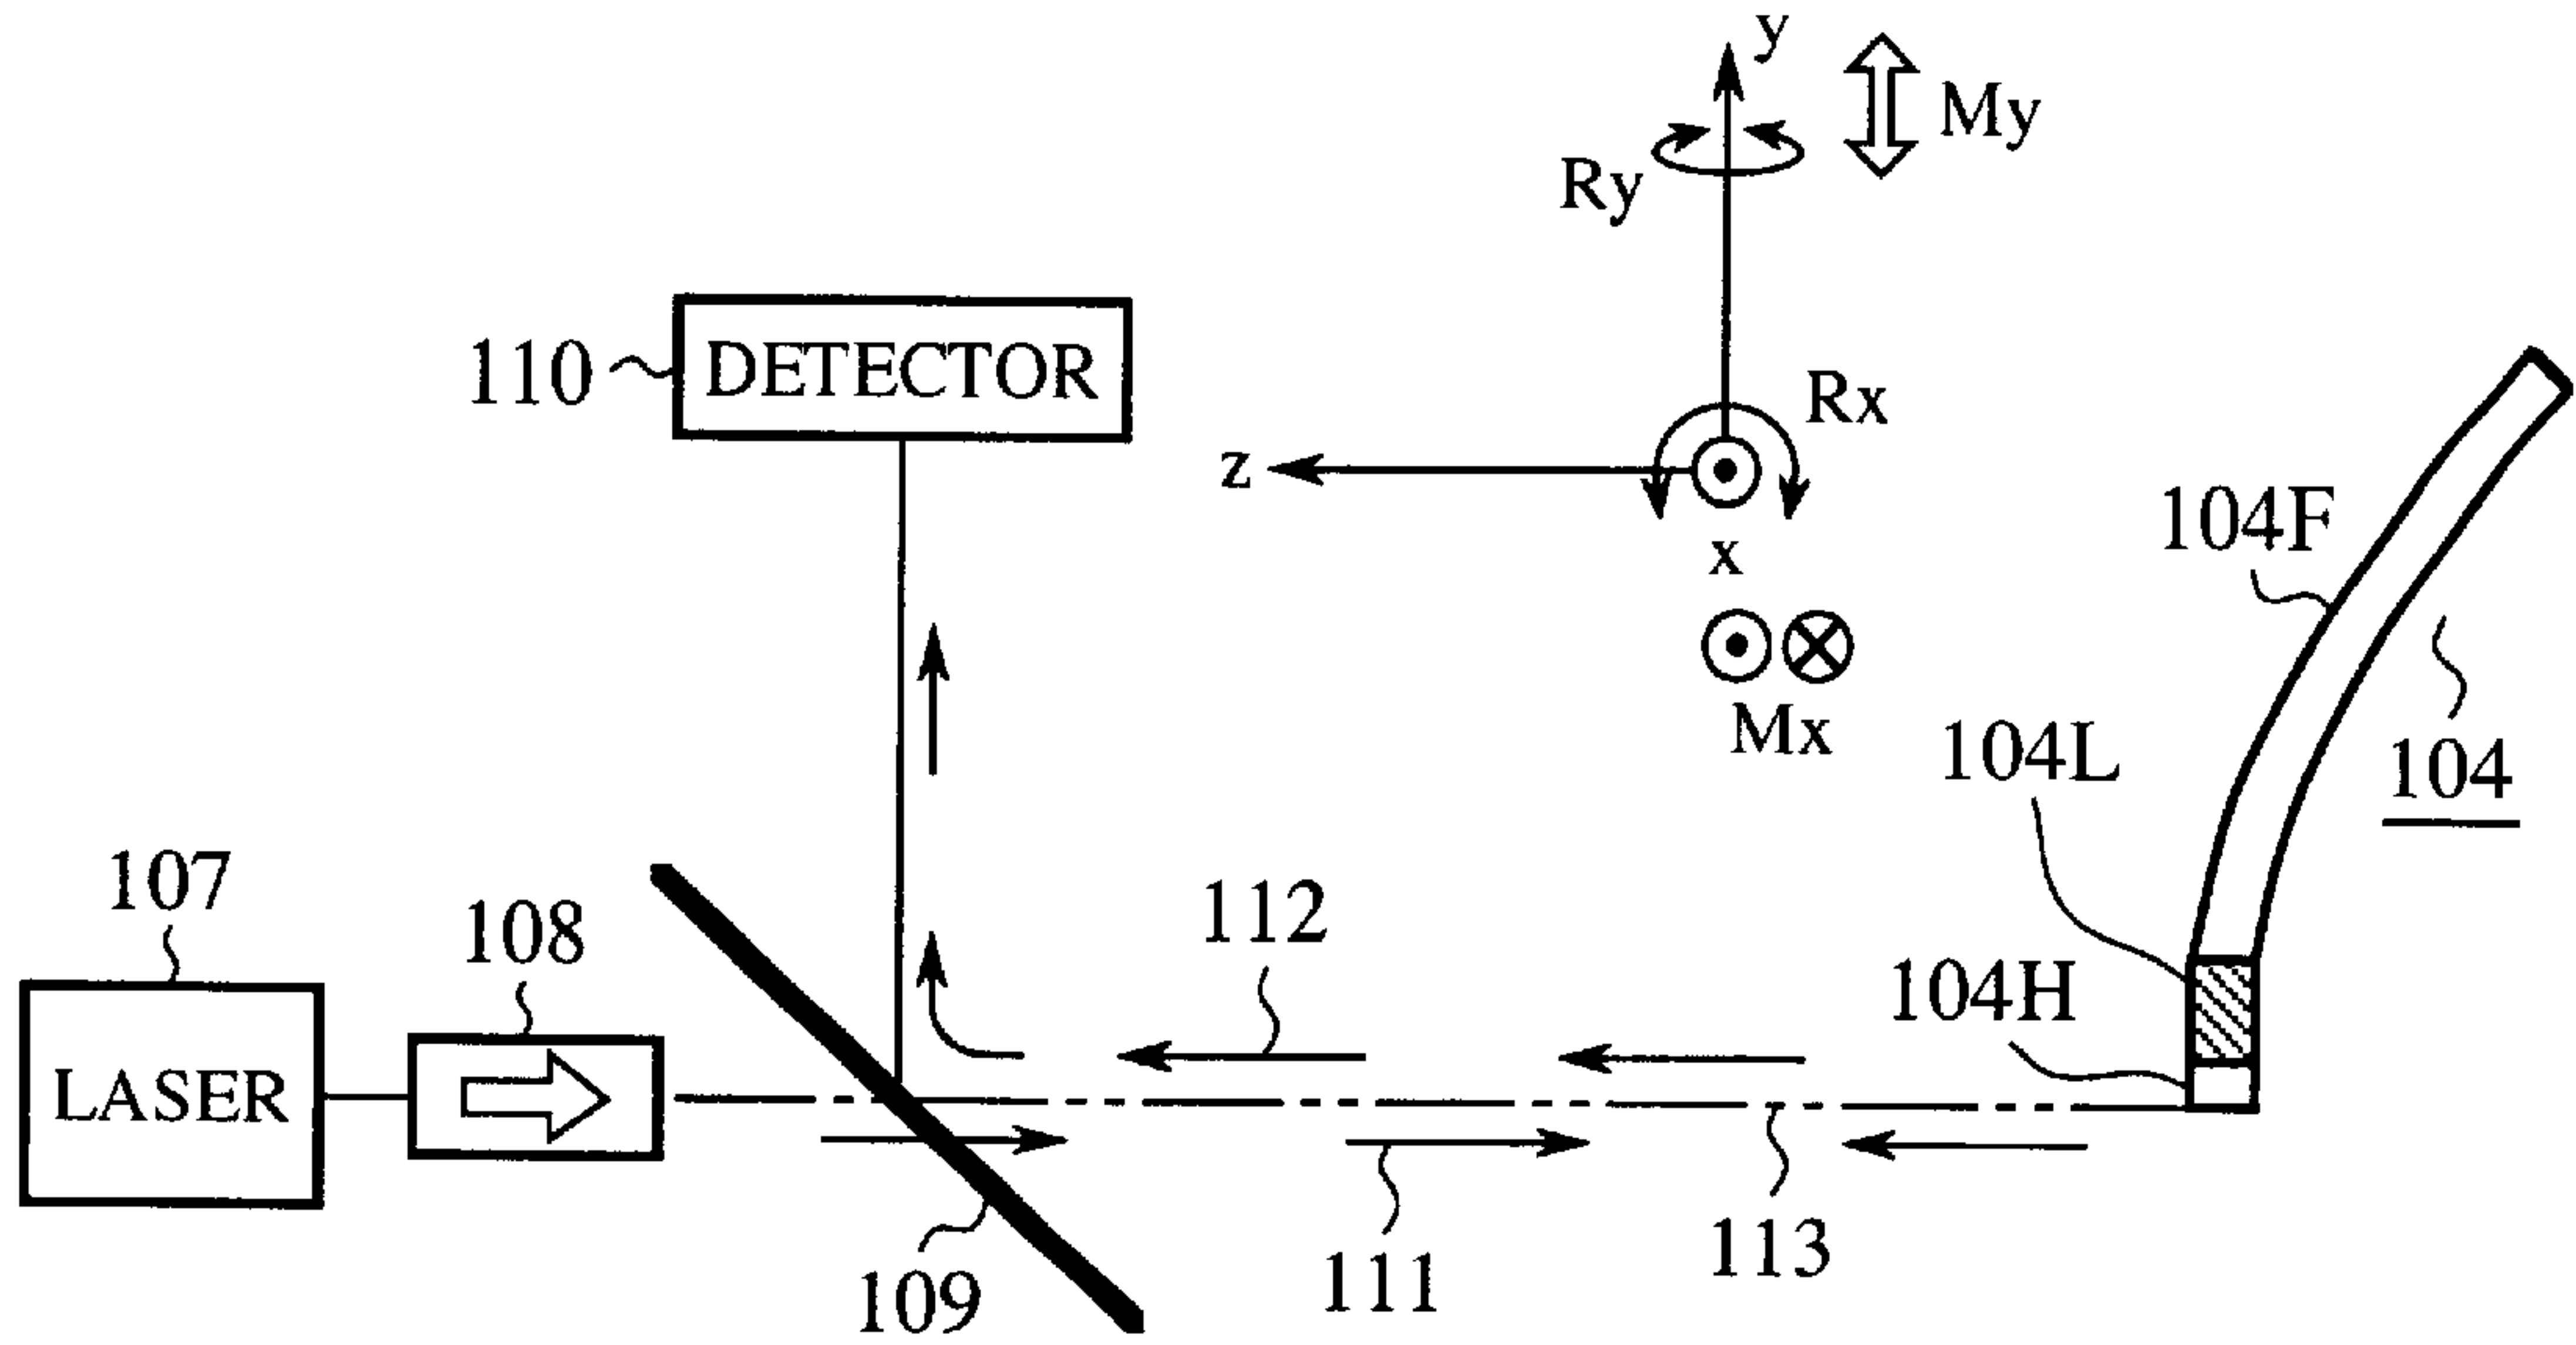 y
My
Ry
110
DETECTOR
Rx
z
x
104F
Mx
104L
104
107
108
112
104H
LASER
109
111
113